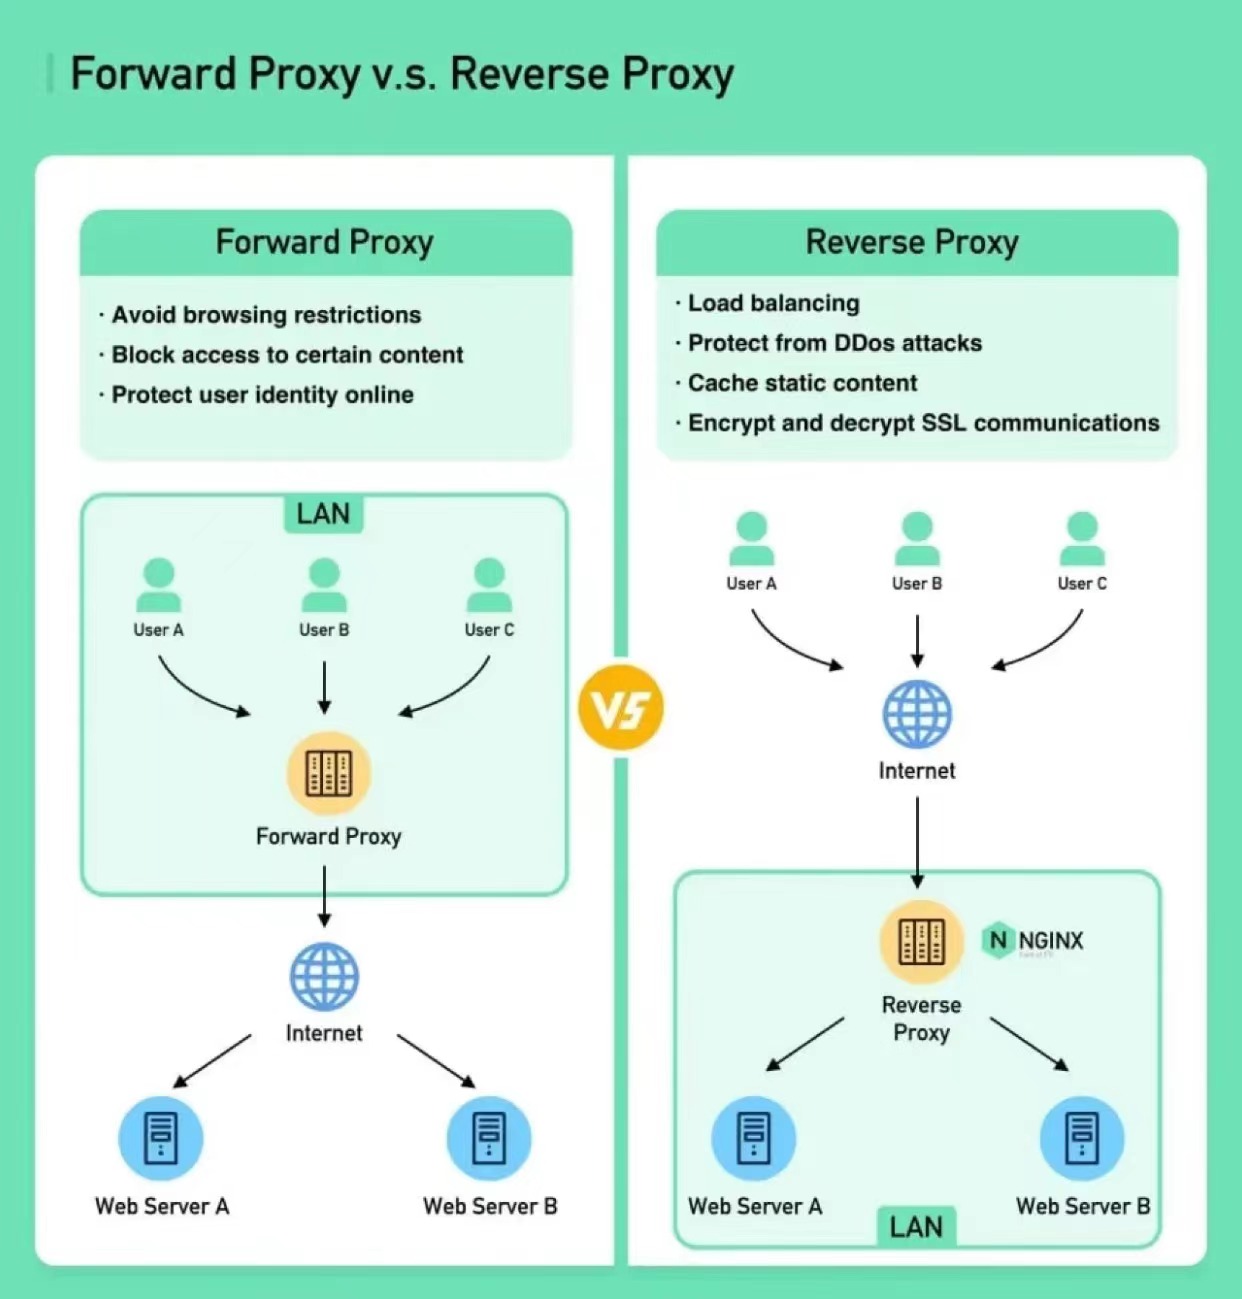 Forward Proxy v.s. Reverse Proxy
Forward Proxy
· Avoid browsing restrictions
· Block access to certain content
· Protect user identity online
LAN
User A
User B
User C
Forward Proxy
Internet
Web Server A
Web Server B
VS
Reverse Proxy
· Load balancing
· Protect from DDos attacks
· Cache static content
· Encrypt and decrypt SSL communications
User A
User B
User C
Internet
N NGINX
Reverse
Proxy
Web Server A
Web Server B
LAN